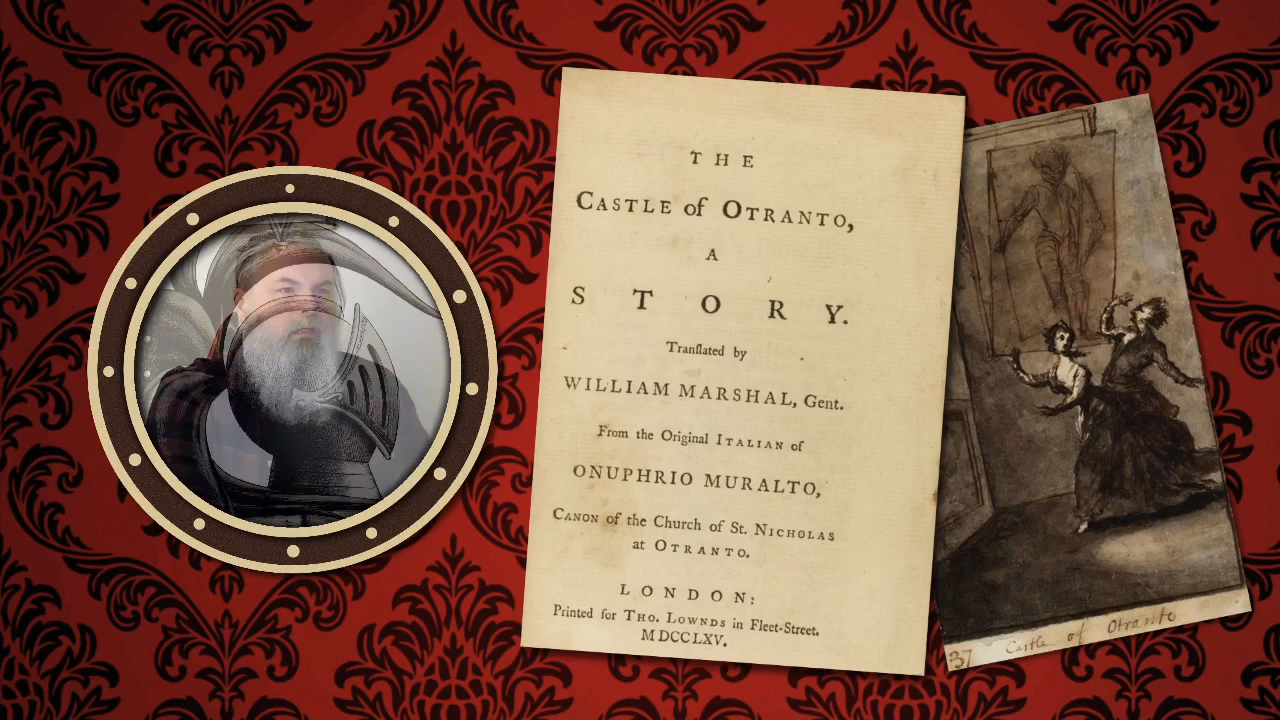 THE
CASTLE of OTRANTO,
A
STORY.
Tranſlated by
WILLIAM MARSHAL, Gent.
From the Original ITALIAN of
ONUPHRIO MURALTO,
CANON of the Church of St. NICHOLAS
at OTRANTO.
LONDON:
Printed for THO. LOWNDS in Fleet-Street.
MDCCLXV.
37 Castle of Otranto